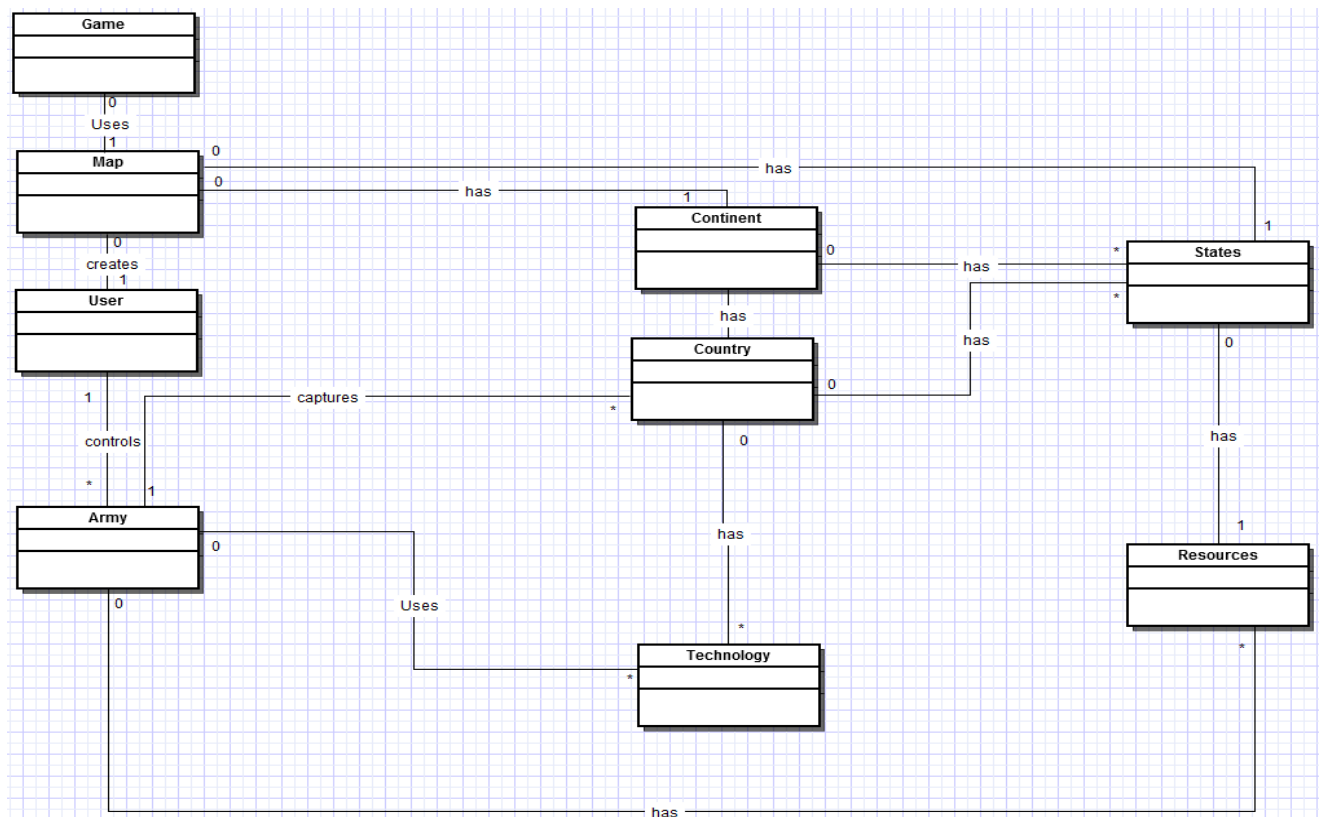 Game
0
Uses
1
Map
0
has
0
has
1
Continent
1
States
0
creates
1
User
0
has
*
*
has
Country
has
0
0
1
captures
*
0
controls
has
*
1
Army
0
has
1
Resources
0
Uses
*
Technology
*
*
has